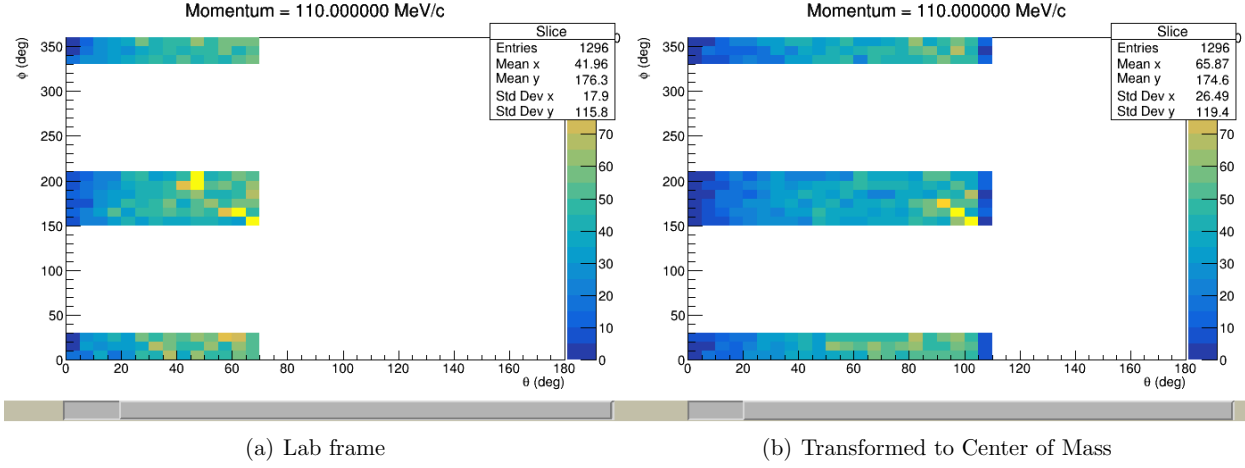 Momentum = 110.000000 MeV/c
Slice
Entries 1296
Mean x 41.96
Mean y 176.3
Std Dev x 17.9
Std Dev y 115.8
φ (deg)
350
300
250
200
150
100
50
0
0 20 40 60 80 100 120 140 160 180
θ (deg)
70
60
50
40
30
20
10
0
(a) Lab frame
Momentum = 110.000000 MeV/c
Slice
Entries 1296
Mean x 65.87
Mean y 174.6
Std Dev x 26.49
Std Dev y 119.4
φ (deg)
350
300
250
200
150
100
50
0
0 20 40 60 80 100 120 140 160 180
θ (deg)
70
60
50
40
30
20
10
0
(b) Transformed to Center of Mass